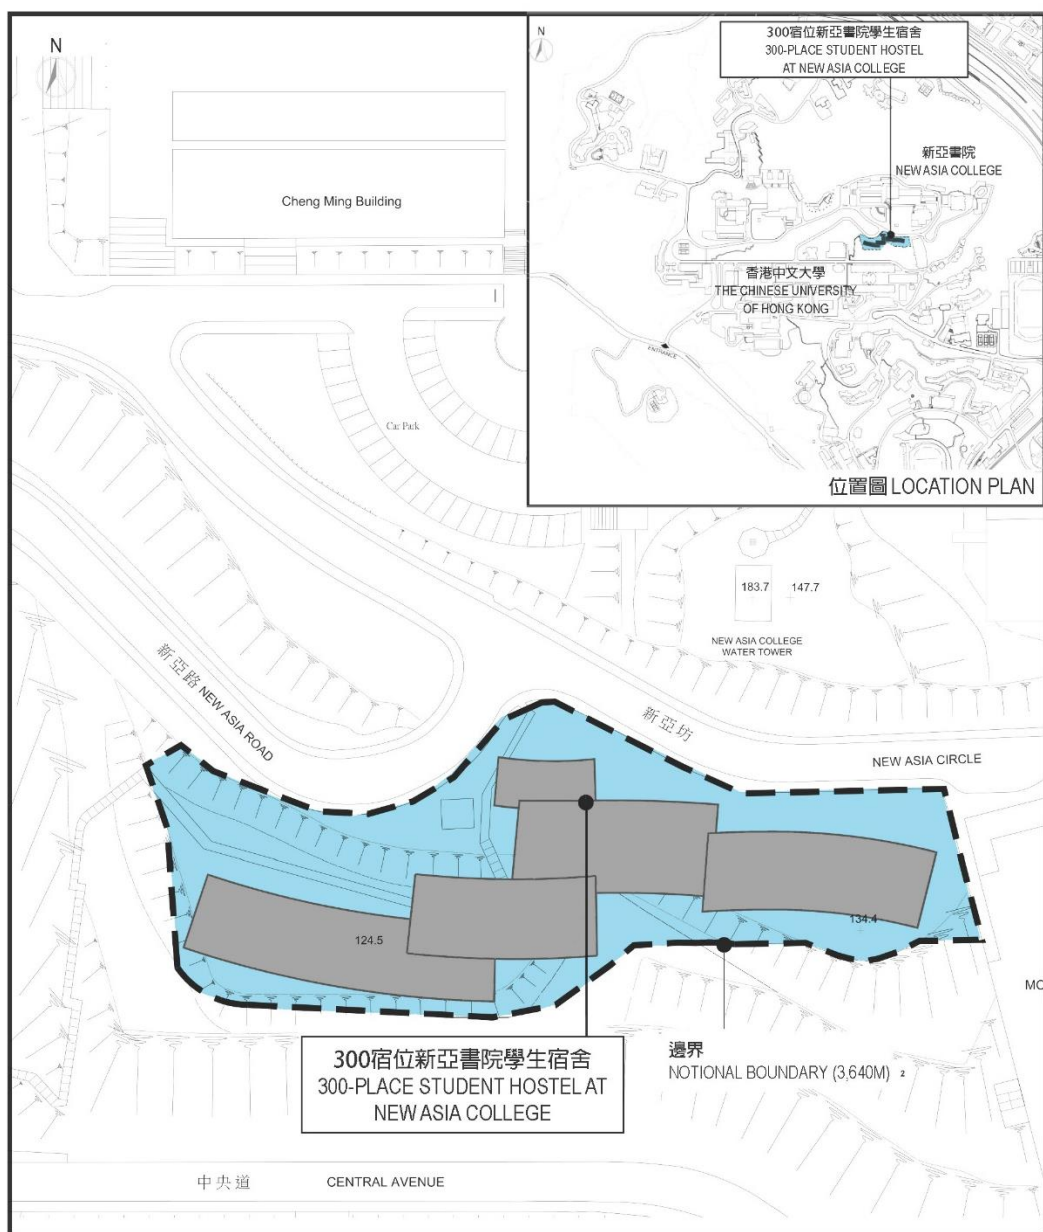 N
Cheng Ming Building
Car Park
N
300宿位新亞書院學生宿舍
300-PLACE STUDENT HOSTEL
AT NEW ASIA COLLEGE
新亞書院
NEW ASIA COLLEGE
香港中文大學
THE CHINESE UNIVERSITY
OF HONG KONG
ENTRANCE
位置圖 LOCATION PLAN
183.7
147.7
NEW ASIA COLLEGE
WATER TOWER
新亞路 NEW ASIA ROAD
新亞坊
NEW ASIA CIRCLE
124.5
134.4
MO
300宿位新亞書院學生宿舍
300-PLACE STUDENT HOSTEL AT
NEW ASIA COLLEGE
邊界
NOTIONAL BOUNDARY (3,640M) 2
中央道
CENTRAL AVENUE